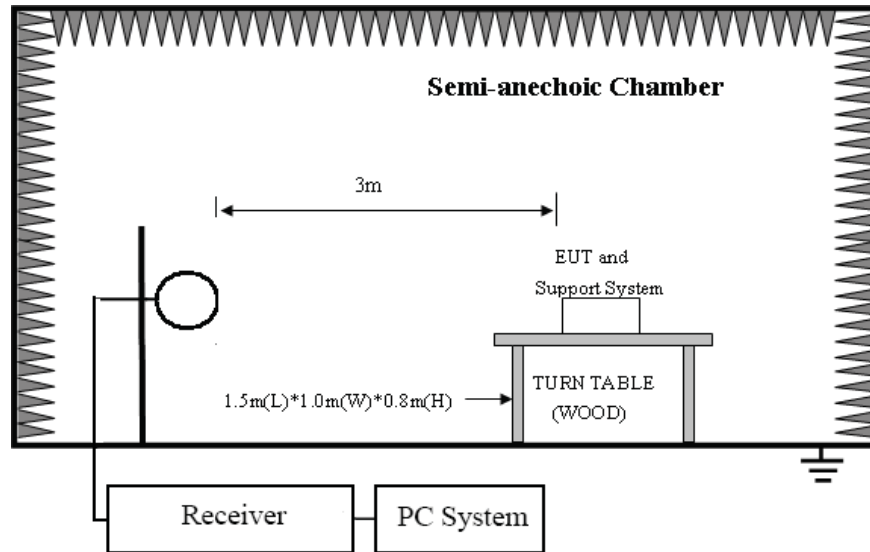 Semi-anechoic Chamber
3m
EUT and
Support System
1.5m(L)*1.0m(W)*0.8m(H)
TURN TABLE
(WOOD)
Receiver
PC System